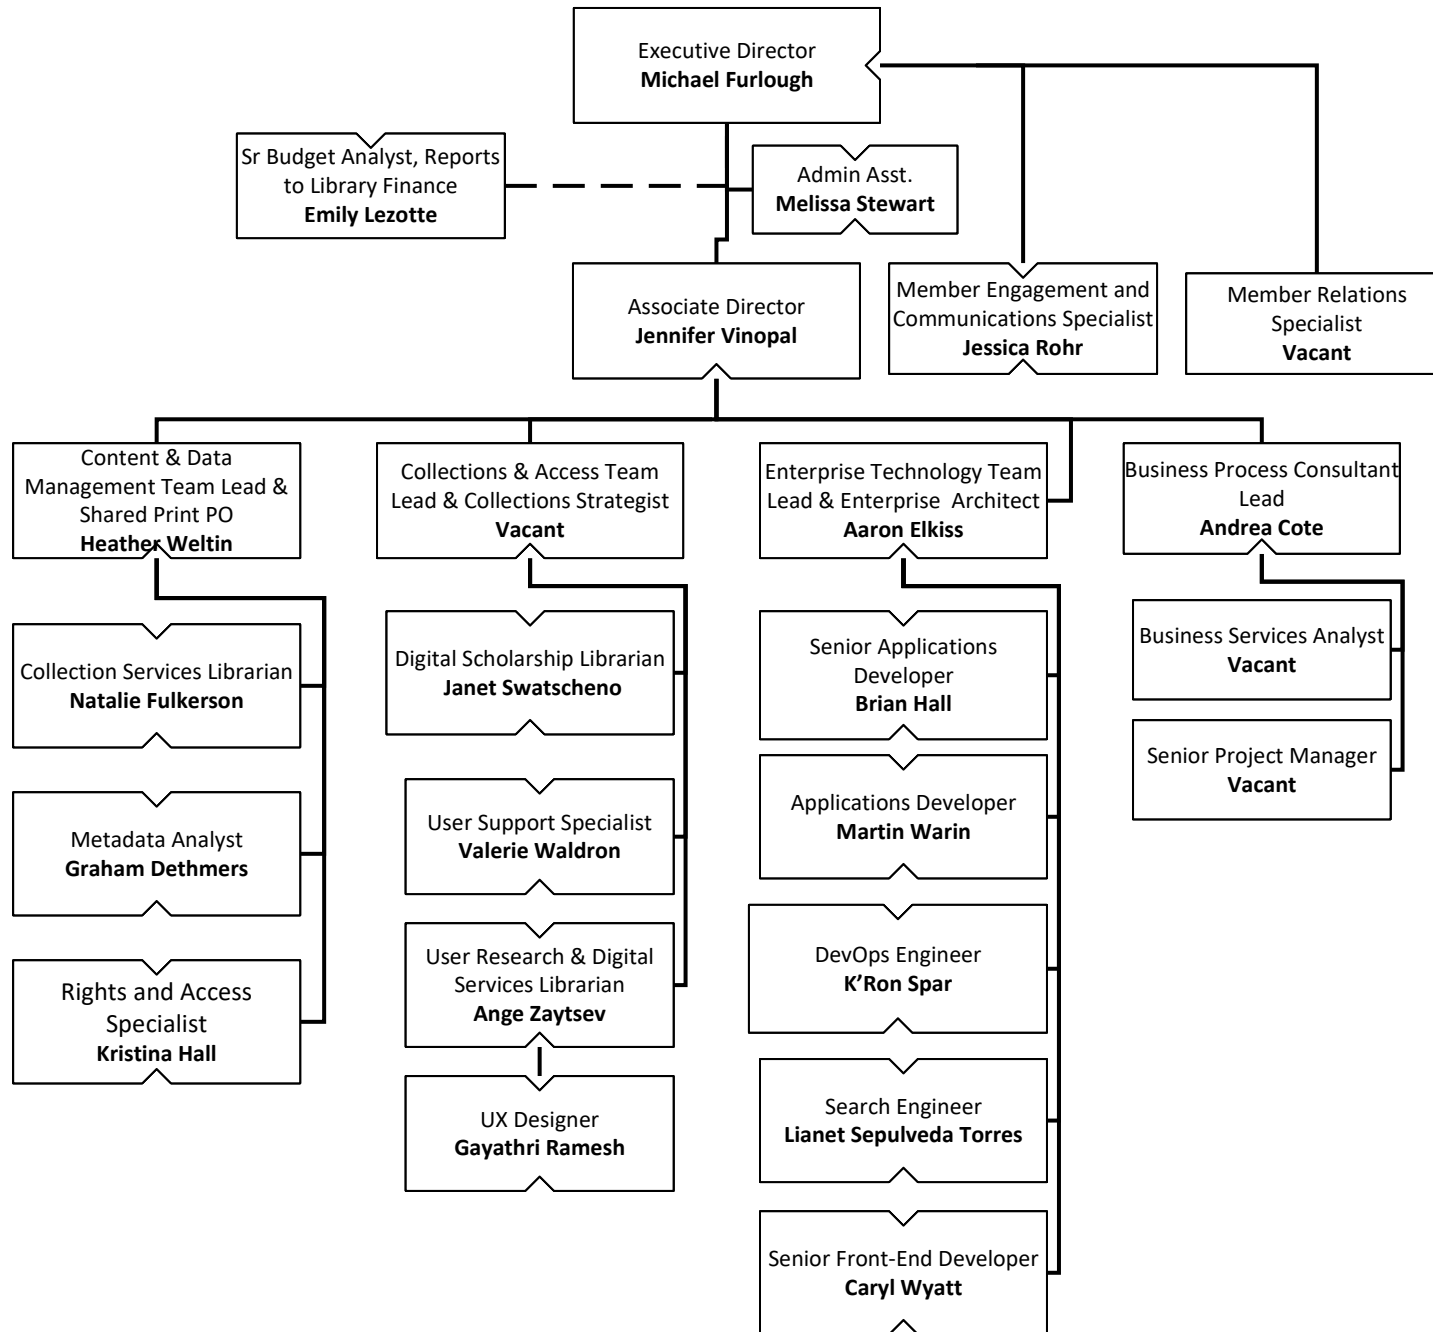 Executive Director
Michael Furlough
Sr Budget Analyst, Reports
to Library Finance
Emily Lezotte
Admin Asst.
Melissa Stewart
Associate Director
Jennifer Vinopal
Member Engagement and
Communications Specialist
Jessica Rohr
Member Relations
Specialist
Vacant
Content & Data
Management Team Lead &
Shared Print PO
Heather Weltin
Collections & Access Team
Lead & Collections Strategist
Vacant
Enterprise Technology Team
Lead & Enterprise Architect
Aaron Elkiss
Business Process Consultant
Lead
Andrea Cote
Collection Services Librarian
Natalie Fulkerson
Metadata Analyst
Graham Dethmers
Rights and Access
Specialist
Kristina Hall
Digital Scholarship Librarian
Janet Swatscheno
User Support Specialist
Valerie Waldron
User Research & Digital
Services Librarian
Ange Zaytsev
UX Designer
Gayathri Ramesh
Senior Applications
Developer
Brian Hall
Applications Developer
Martin Warin
DevOps Engineer
K’Ron Spar
Search Engineer
Lianet Sepulveda Torres
Senior Front-End Developer
Caryl Wyatt
Business Services Analyst
Vacant
Senior Project Manager
Vacant